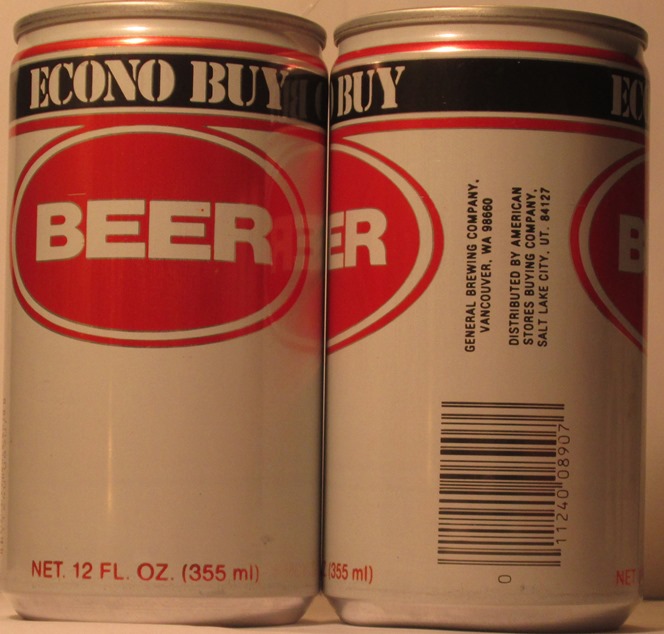 ECONO BUY
BEER
NET. 12 FL. OZ. (355 ml)
BUY
EC
ER
B
GENERAL BREWING COMPANY,
VANCOUVER, WA 98660
DISTRIBUTED BY AMERICAN
STORES BUYING COMPANY,
SALT LAKE CITY, UT. 84127
0 11240 08907
(355 ml)
NET